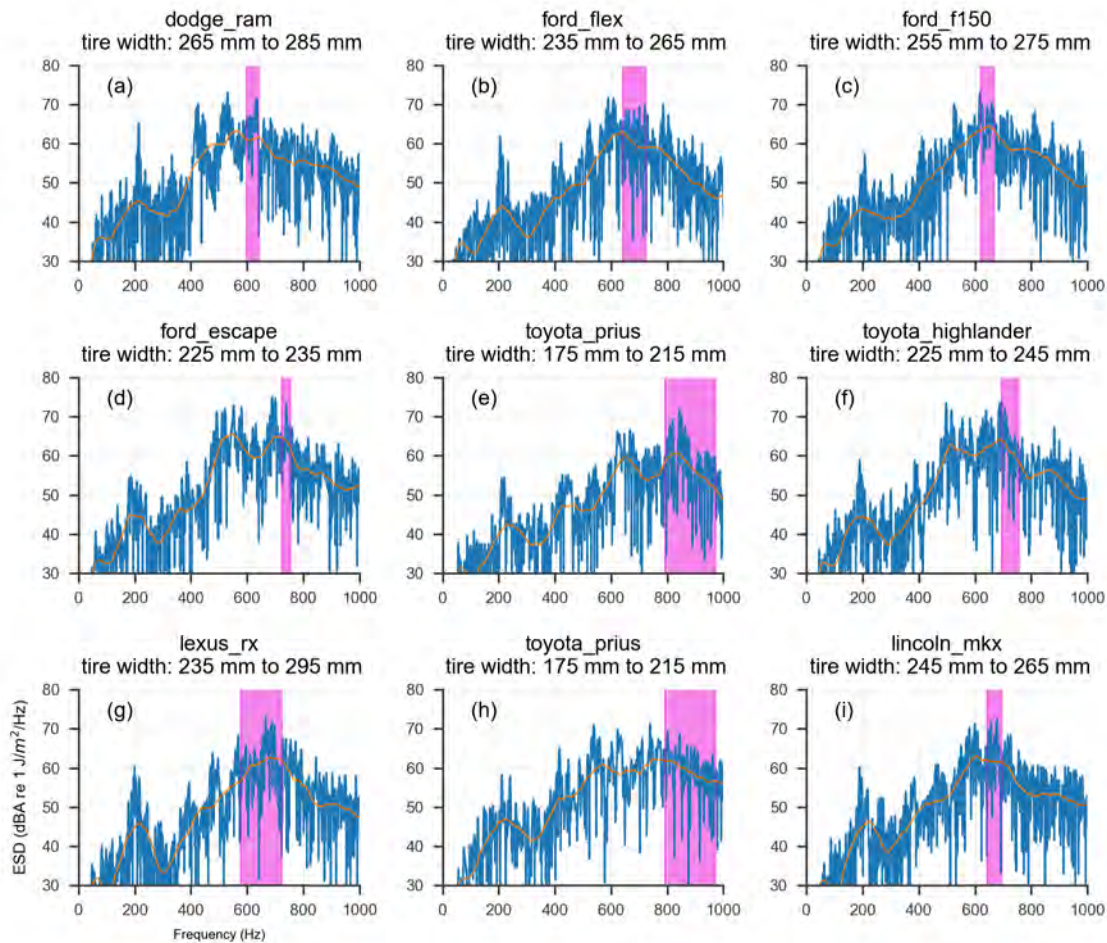 dodge_ram
tire width: 265 mm to 285 mm
ford_flex
tire width: 235 mm to 265 mm
ford_f150
tire width: 255 mm to 275 mm
80
70
60
50
40
30
(a)
0 200 400 600 800 1000
80
70
60
50
40
30
(b)
0 200 400 600 800 1000
80
70
60
50
40
30
(c)
0 200 400 600 800 1000
ford_escape
tire width: 225 mm to 235 mm
toyota_prius
tire width: 175 mm to 215 mm
toyota_highlander
tire width: 225 mm to 245 mm
80
70
60
50
40
30
(d)
0 200 400 600 800 1000
80
70
60
50
40
30
(e)
0 200 400 600 800 1000
80
70
60
50
40
30
(f)
0 200 400 600 800 1000
lexus_rx
tire width: 235 mm to 295 mm
toyota_prius
tire width: 175 mm to 215 mm
lincoln_mkx
tire width: 245 mm to 265 mm
ESD (dBA re 1 J/m²/Hz)
80
70
60
50
40
30
(g)
0 200 400 600 800 1000
Frequency (Hz)
80
70
60
50
40
30
(h)
0 200 400 600 800 1000
80
70
60
50
40
30
(i)
0 200 400 600 800 1000